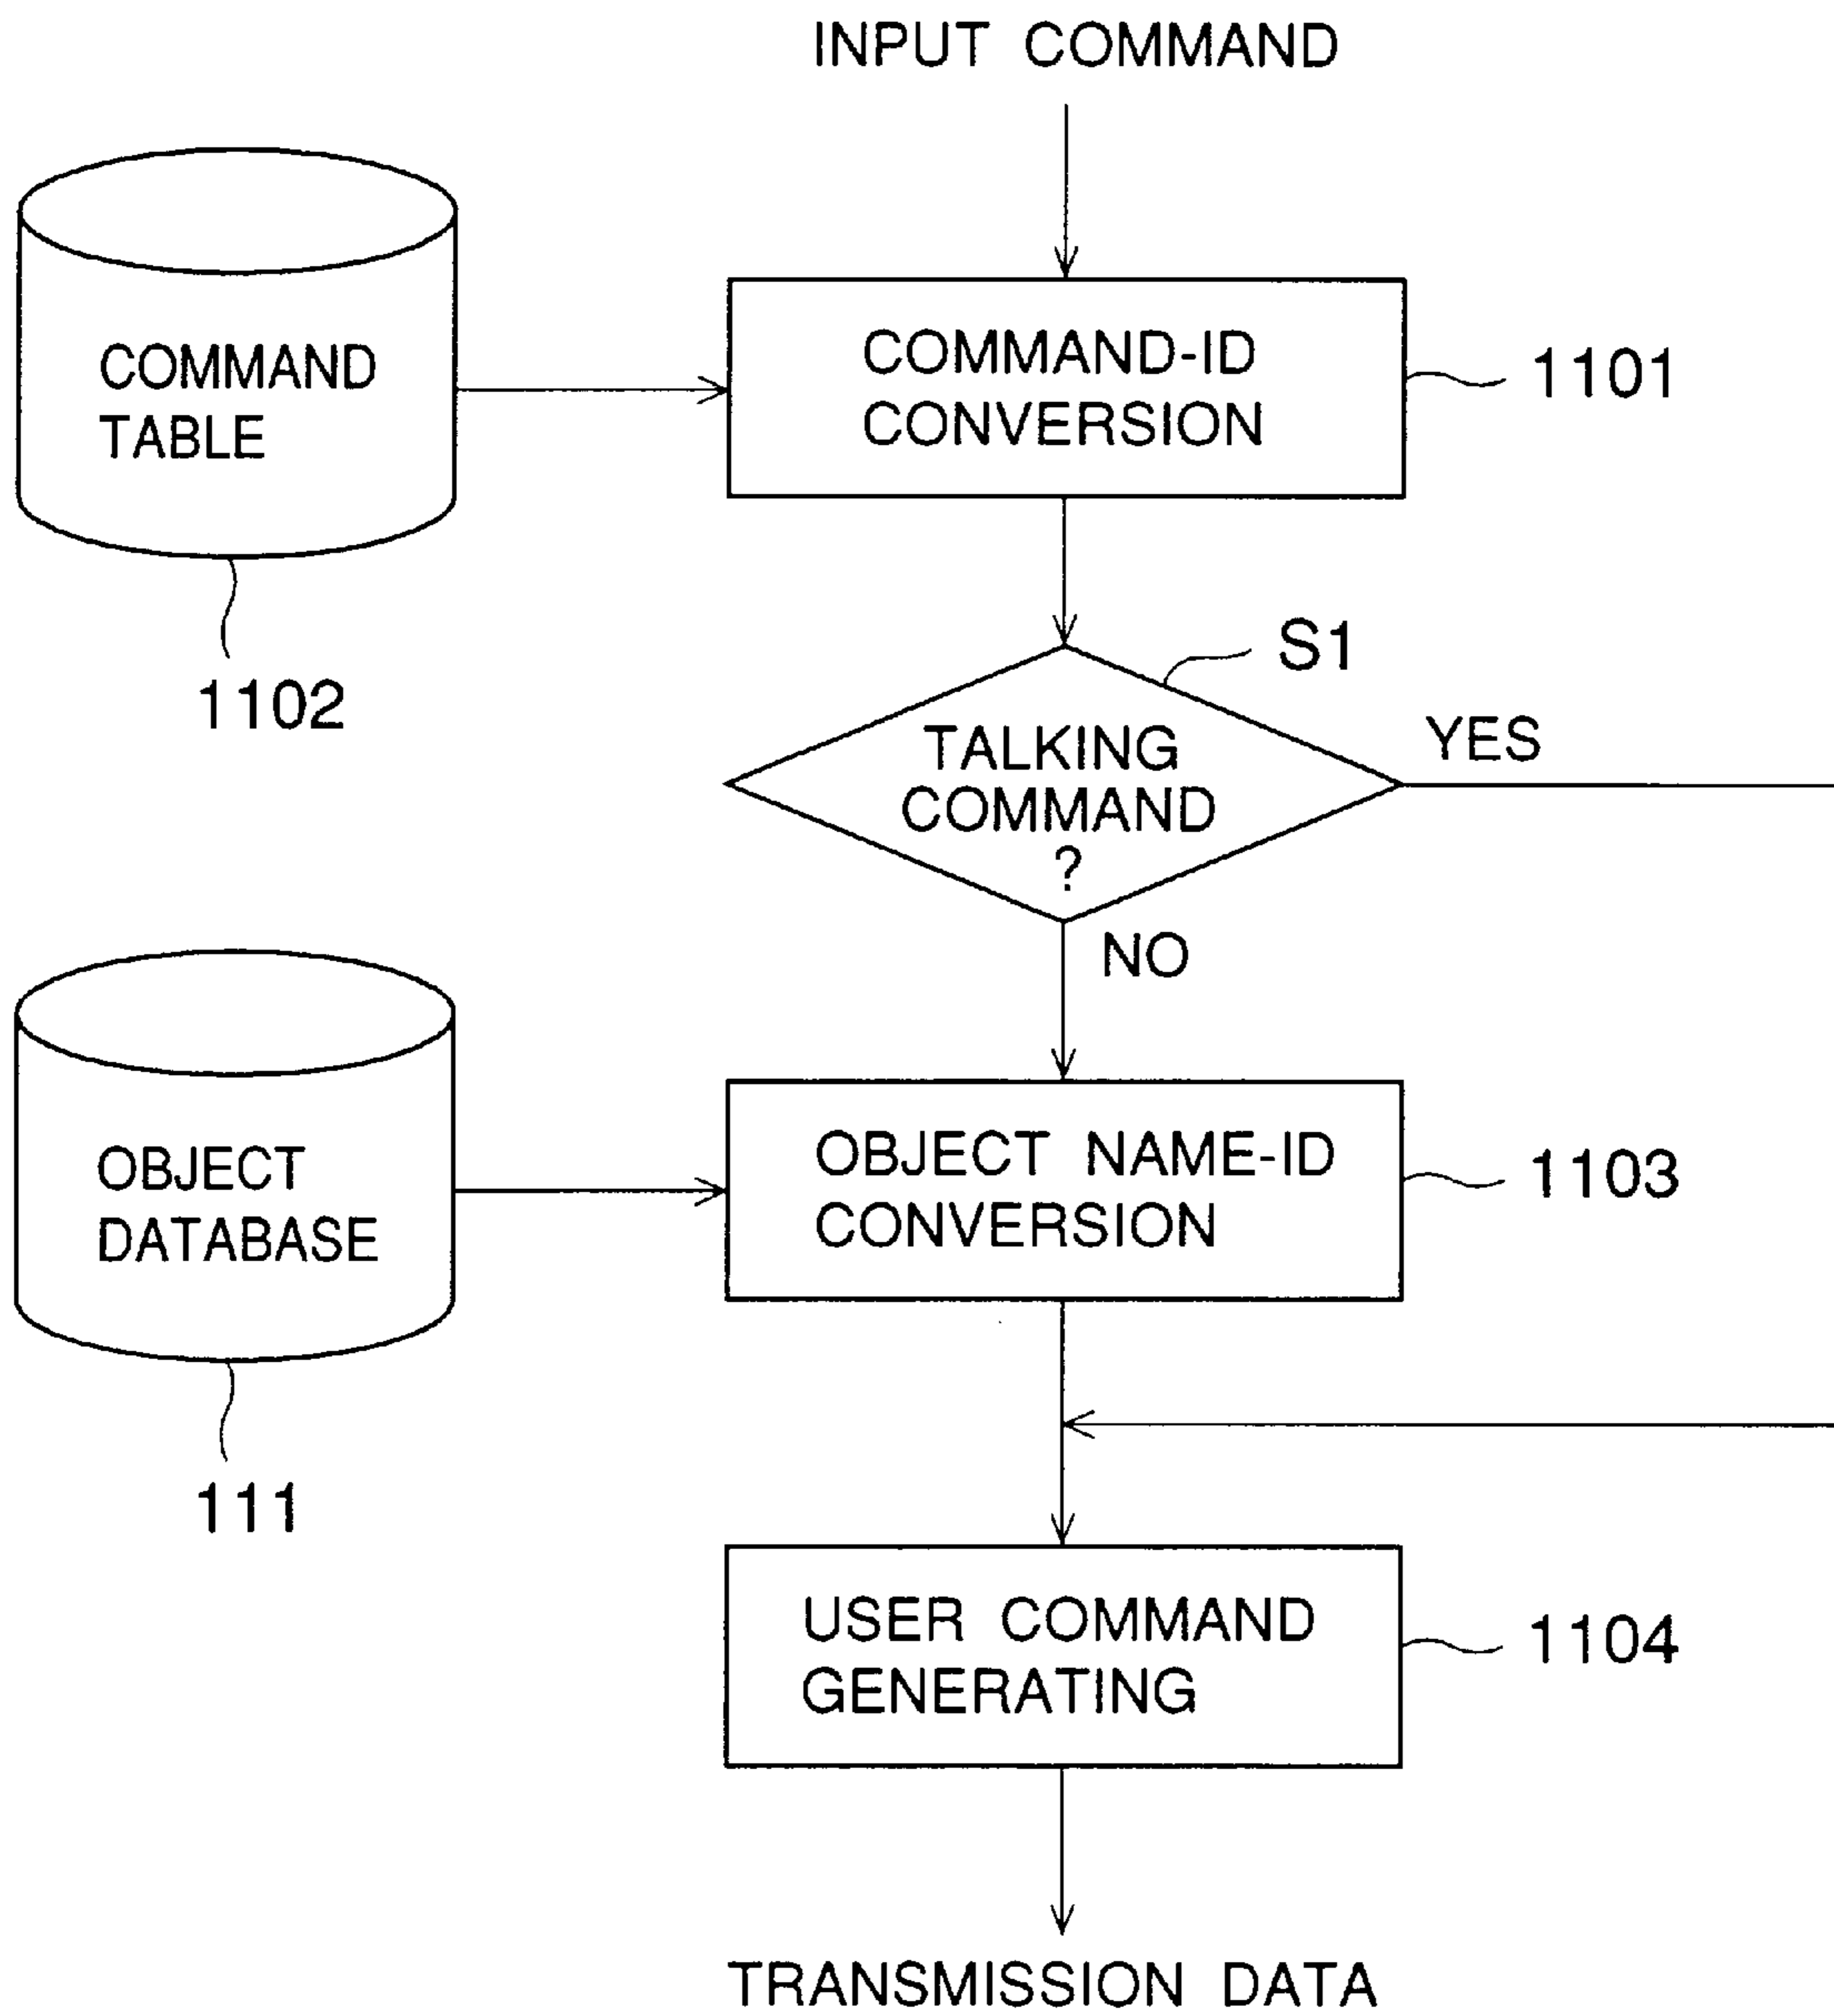 INPUT COMMAND
COMMAND
TABLE
1102
COMMAND-ID
CONVERSION
1101
S1
TALKING
COMMAND
?
YES
NO
OBJECT
DATABASE
111
OBJECT NAME-ID
CONVERSION
1103
USER COMMAND
GENERATING
1104
TRANSMISSION DATA